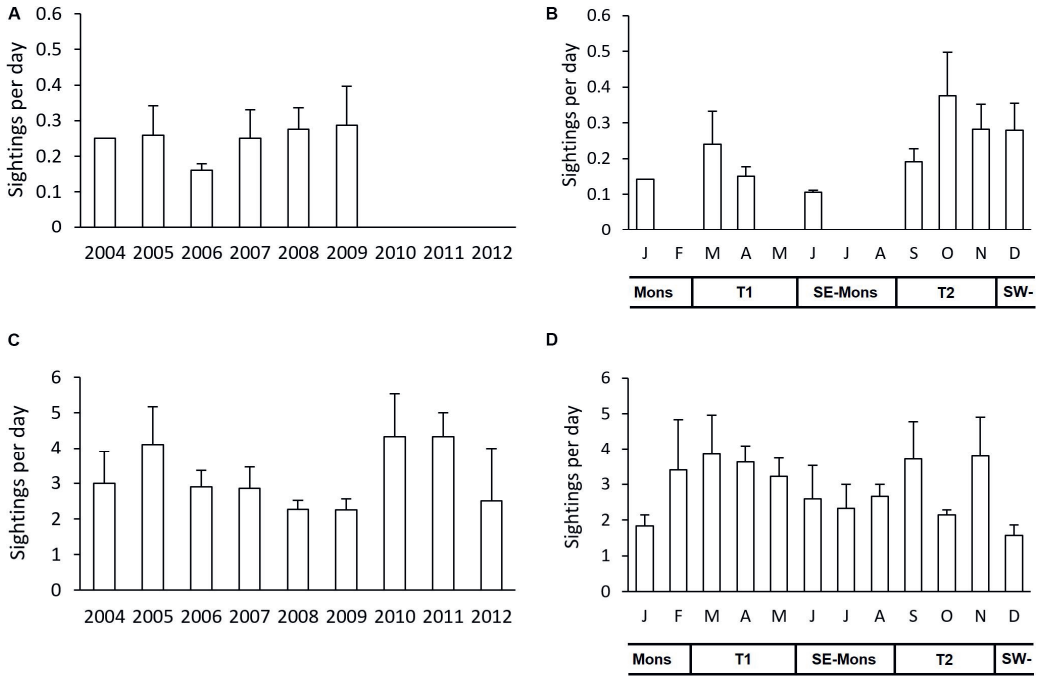 A
Sightings per day
0.6
0.5
0.4
0.3
0.2
0.1
0
2004 2005 2006 2007 2008 2009 2010 2011 2012
B
Sightings per day
0.6
0.5
0.4
0.3
0.2
0.1
0
J F M A M J J A S O N D
Mons T1 SE-Mons T2 SW-
C
Sightings per day
6
5
4
3
2
1
0
2004 2005 2006 2007 2008 2009 2010 2011 2012
D
Sightings per day
6
5
4
3
2
1
0
J F M A M J J A S O N D
Mons T1 SE-Mons T2 SW-